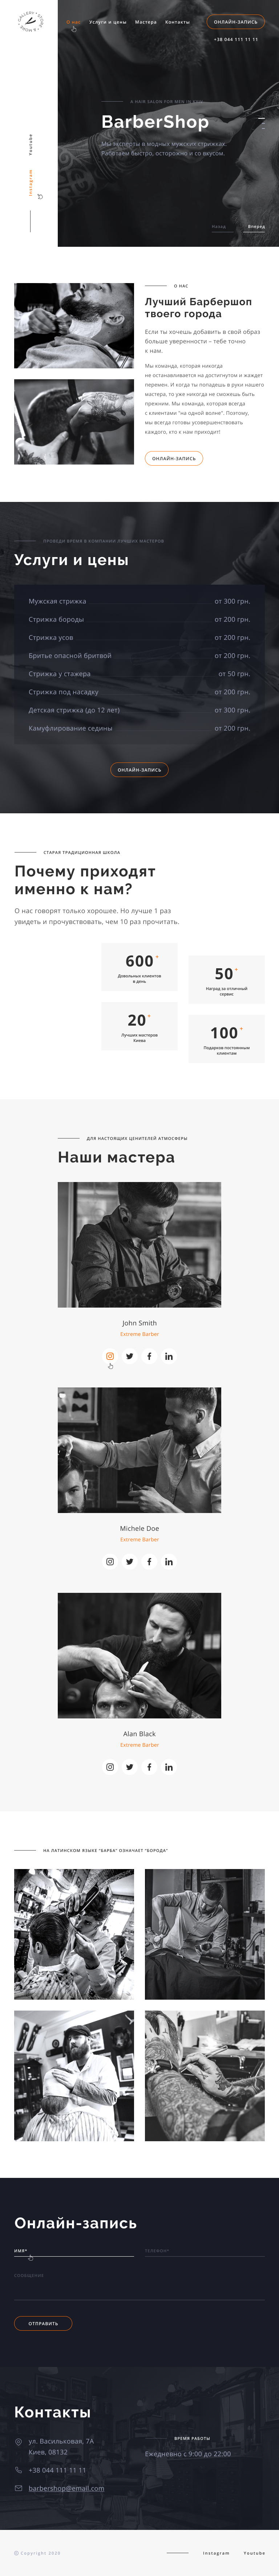 О нас
Услуги и цены
Мастера
Контакты
ОНЛАЙН-ЗАПИСЬ
+38 044 111 11 11
Youtube
Instagram
A HAIR SALON FOR MEN
BarberShop
Мы эксперты в модных мужских стрижках.
Работаем быстро, осторожно и со вкусом.
Назад
Вперед
О НАС
Лучший Барбершоп
твоего города
Если ты хочешь добавить в свой образ
больше уверенности – тебе точно
к нам.
Мы команда, которая никогда
не останавливается на достигнутом и жаждет
перемен. И когда ты попадешь в руки нашего
мастера, то уже никогда не сможешь быть
прежним. Мы команда, которая всегда
с клиентами "на одной волне". Поэтому,
мы всегда готовы усовершенствовать
каждого, кто к нам приходит!
ОНЛАЙН-ЗАПИСЬ
ПРОВЕДИ ВРЕМЯ В КОМПАНИИ ЛУЧШИХ МАСТЕРОВ
Услуги и цены
Мужская стрижка от 300 грн.
Стрижка бороды от 200 грн.
Стрижка усов от 200 грн.
Бритье опасной бритвой от 200 грн.
Стрижка у стажера от 50 грн.
Стрижка под насадку от 200 грн.
Детская стрижка (до 12 лет) от 300 грн.
Камуфлирование седины от 200 грн.
ОНЛАЙН-ЗАПИСЬ
СТАРАЯ ТРАДИЦИОННАЯ ШКОЛА
Почему приходят
именно к нам?
О нас говорят только хорошее. Но лучше 1 раз
увидеть и прочувствовать, чем 10 раз прочитать.
600+
Довольных клиентов
в день
50+
Наград за отличный
сервис
20+
Лучших мастеров
Киева
100+
Подарков постоянным
клиентам
ДЛЯ НАСТОЯЩИХ ЦЕНИТЕЛЕЙ АТМОСФЕРЫ
Наши мастера
John Smith
Extreme Barber
Michele Doe
Extreme Barber
Alan Black
Extreme Barber
НА ЛАТИНСКОМ ЯЗЫКЕ "БАРБА" ОЗНАЧАЕТ "БОРОДА"
Онлайн-запись
ИМЯ*
ТЕЛЕФОН*
СООБЩЕНИЕ
ОТПРАВИТЬ
Контакты
ул. Васильковая, 7А
Киев, 08132
+38 044 111 11 11
barbershop@email.com
ВРЕМЯ РАБОТЫ
Ежедневно с 9:00 до 22:00
© Copyright 2020
Instagram
Youtube